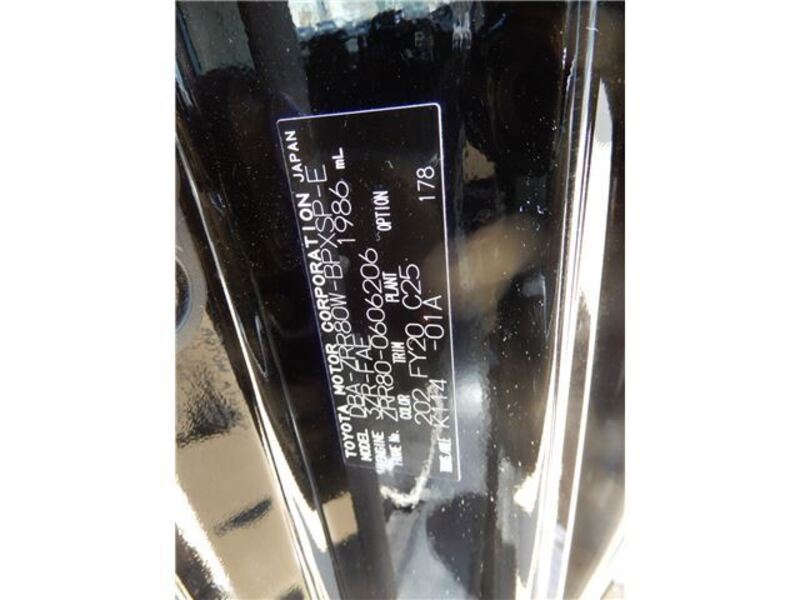 TOYOTA MOTOR CORPORATION JAPAN
MODEL DBA-ZRR80W-BPXSP-E
ENGINE 3ZR-FAE 1986 mL
FRAME No. ZRR80-0606206
COLOR TRIM PLANT OPTION
202 FY20 C25 178
K114 -01A